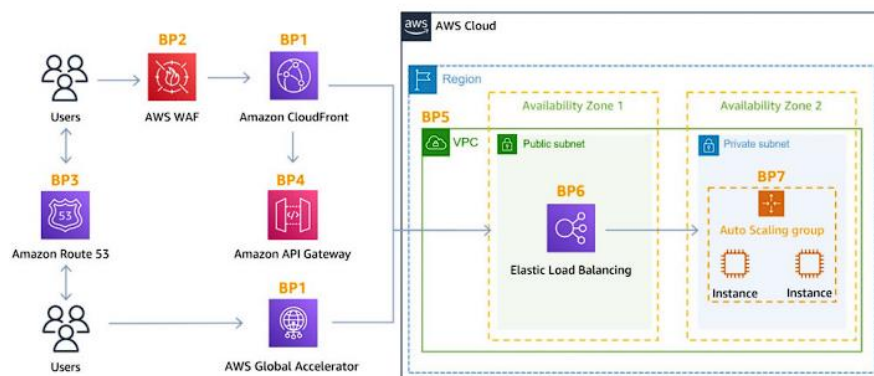 aws
AWS Cloud
BP2
BP1
Region
Users
AWS WAF
Amazon CloudFront
Availability Zone 1
Availability Zone 2
BP5
VPC
Public subnet
Private subnet
BP3
BP4
BP6
BP7
53
Amazon Route 53
Amazon API Gateway
Elastic Load Balancing
Auto Scaling group
Instance
Instance
BP1
Users
AWS Global Accelerator